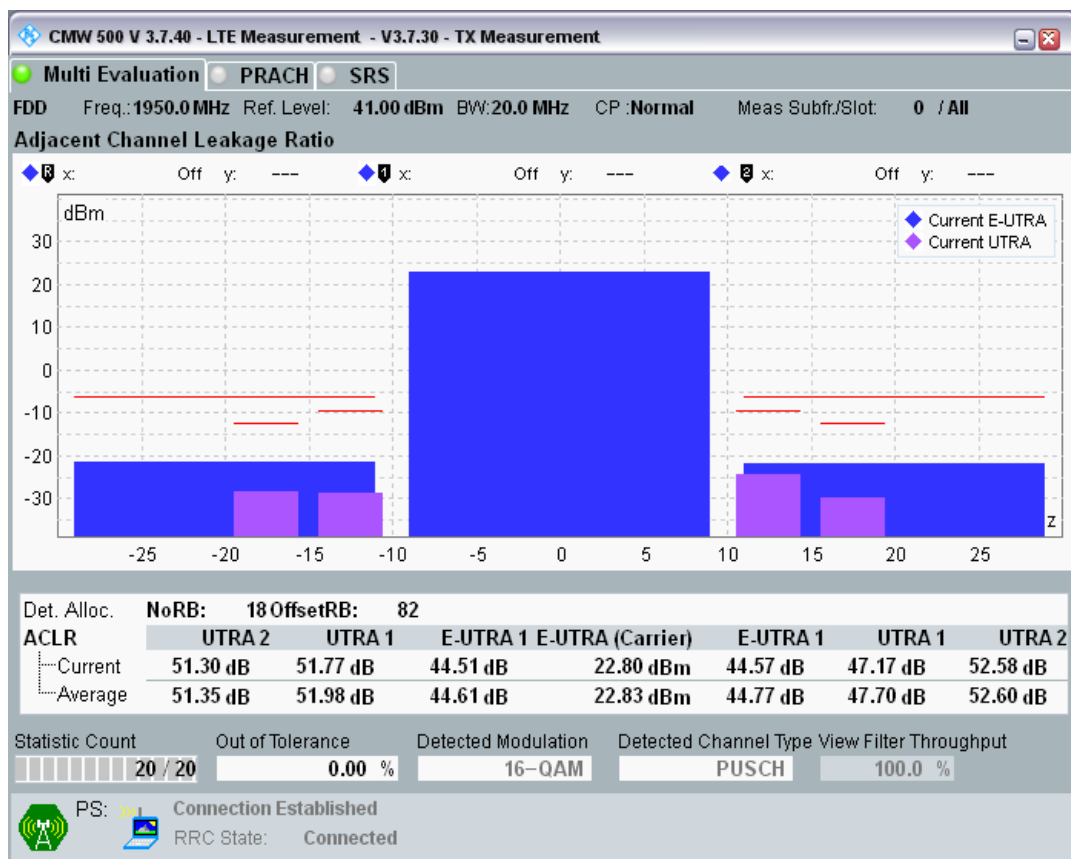 CMW 500 V 3.7.40 - LTE Measurement - V3.7.30 - TX Measurement
Multi Evaluation PRACH SRS
FDD Freq.: 1950.0 MHz Ref. Level: 41.00 dBm BW: 20.0 MHz CP : Normal Meas Subfr./Slot: 0 / All
Adjacent Channel Leakage Ratio
R x: Off y: --- 1 x: Off y: --- 2 x: Off y: ---
dBm
Current E-UTRA
Current UTRA
30
20
10
0
-10
-20
-30
z
-25 -20 -15 -10 -5 0 5 10 15 20 25
Det. Alloc. NoRB: 18 OffsetRB: 82
ACLR UTRA 2 UTRA 1 E-UTRA 1 E-UTRA (Carrier) E-UTRA 1 UTRA 1 UTRA 2
Current 51.30 dB 51.77 dB 44.51 dB 22.80 dBm 44.57 dB 47.17 dB 52.58 dB
Average 51.35 dB 51.98 dB 44.61 dB 22.83 dBm 44.77 dB 47.70 dB 52.60 dB
Statistic Count Out of Tolerance Detected Modulation Detected Channel Type View Filter Throughput
20 / 20 0.00 % 16-QAM PUSCH 100.0 %
PS: Connection Established
RRC State: Connected